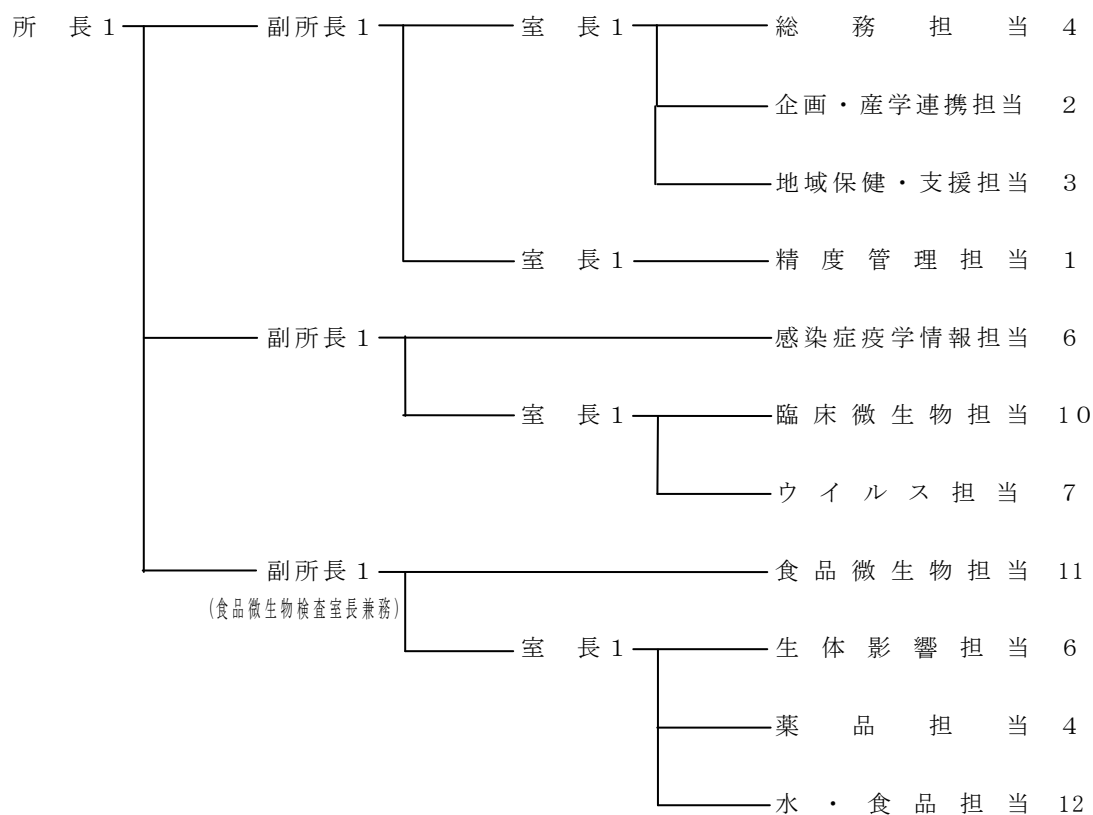 所 長 1 副所長 1 室 長 1 総務担当 4
企画・産学連携担当 2
地域保健・支援担当 3
室 長 1 精度管理担当 1
副所長 1 感染症疫学情報担当 6
室 長 1 臨床微生物担当 10
ウイルス担当 7
副所長 1 食品微生物担当 11
(食品微生物検査室長兼務)
室 長 1 生体影響担当 6
薬品担当 4
水・食品担当 12